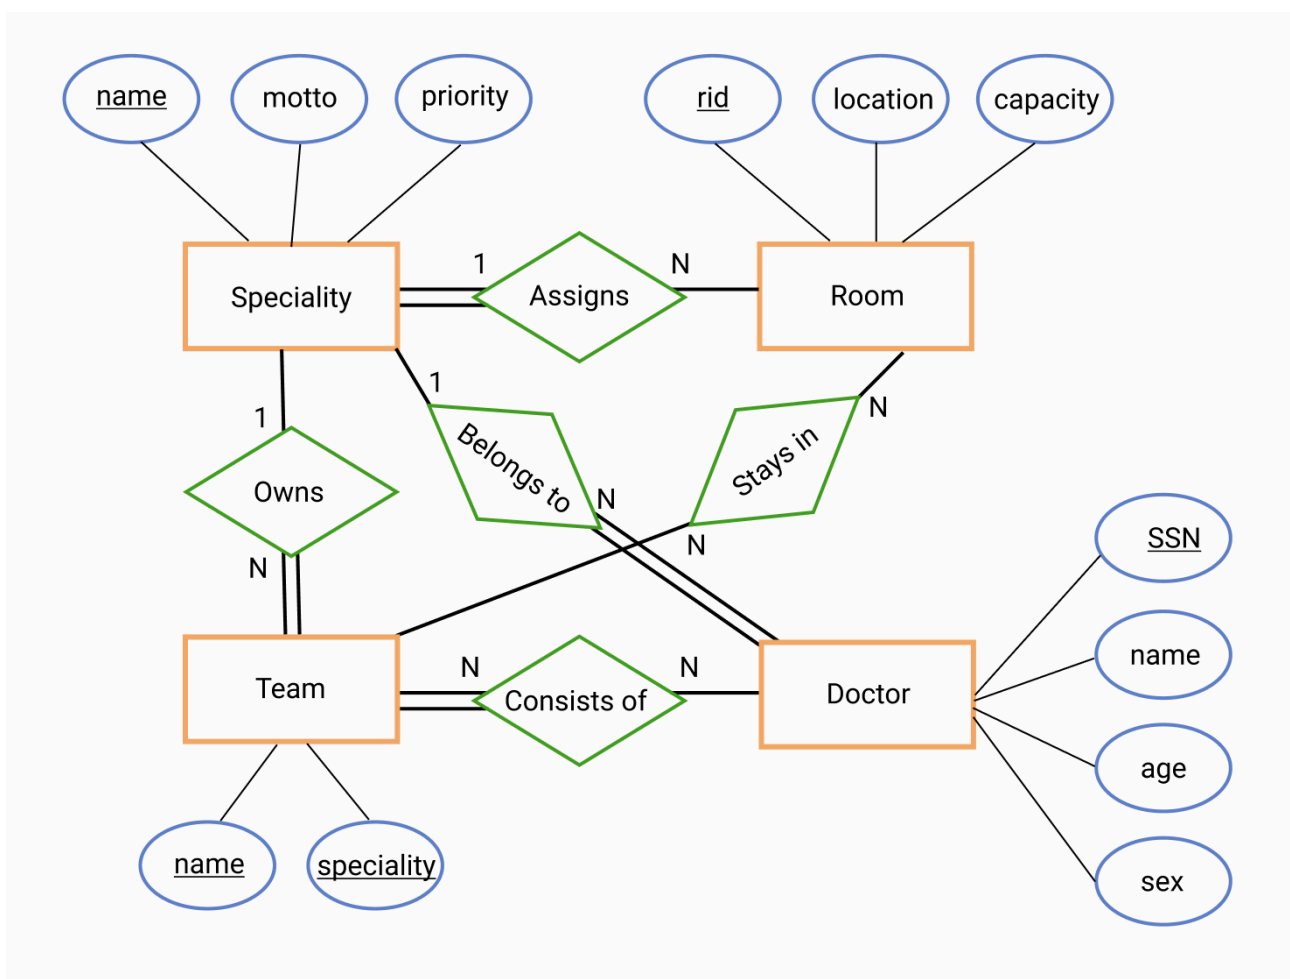 name
motto
priority
rid
location
capacity
Speciality
1
Assigns
N
Room
1
1
N
Belongs to
Stays in
Owns
N
N
N
SSN
name
Team
N
Consists of
N
Doctor
age
name
speciality
sex